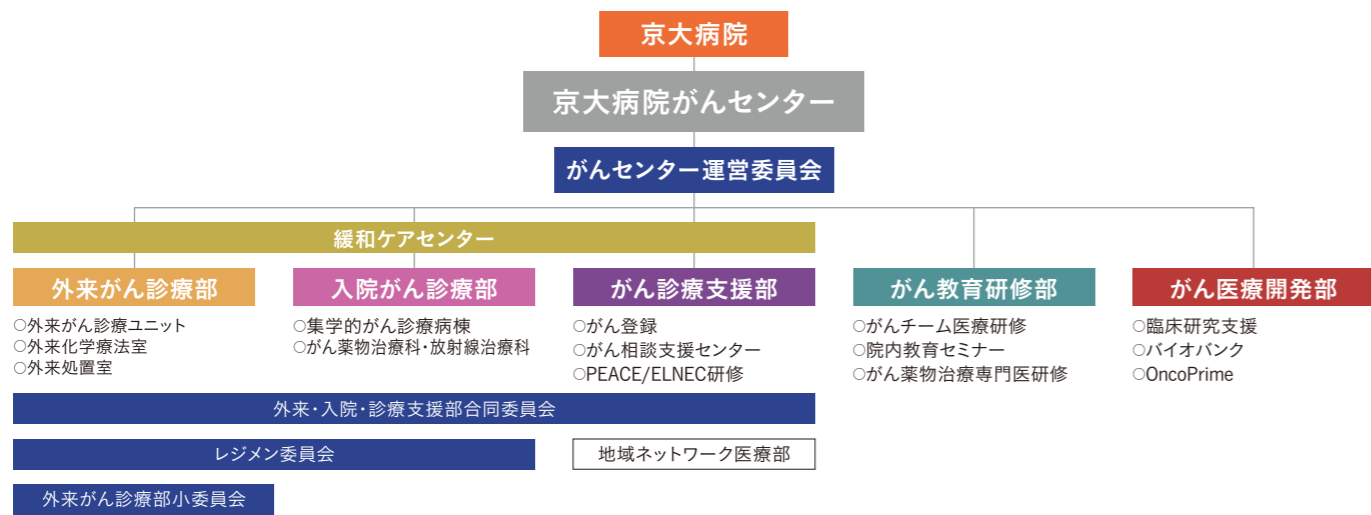 京大病院
京大病院がんセンター
がんセンター運営委員会
緩和ケアセンター
外来がん診療部
○外来がん診療ユニット
○外来化学療法室
○外来処置室
入院がん診療部
○集学的がん診療病棟
○がん薬物治療科・放射線治療科
がん診療支援部
○がん登録
○がん相談支援センター
○PEACE/ELNEC研修
がん教育研修部
○がんチーム医療研修
○院内教育セミナー
○がん薬物治療専門医研修
がん医療開発部
○臨床研究支援
○バイオバンク
○OncoPrime
外来・入院・診療支援部合同委員会
レジメン委員会
地域ネットワーク医療部
外来がん診療部小委員会